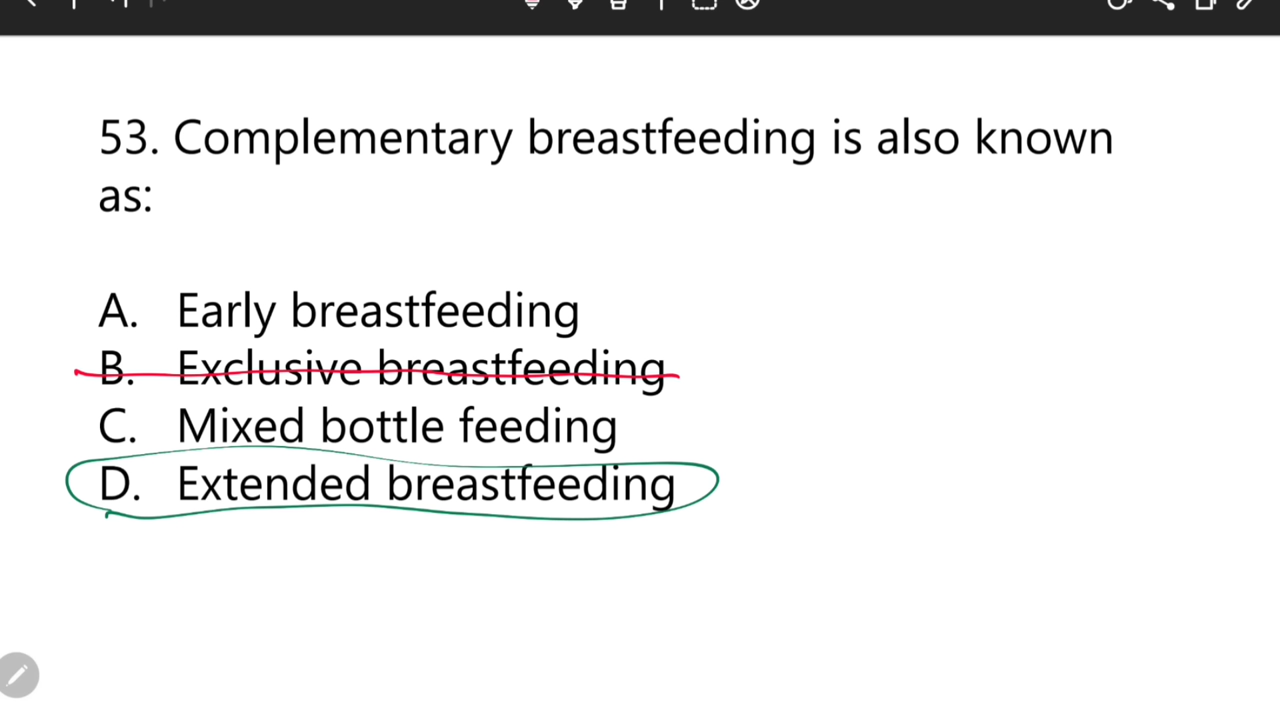 53. Complementary breastfeeding is also known
as:
A. Early breastfeeding
B. Exclusive breastfeeding
C. Mixed bottle feeding
D. Extended breastfeeding